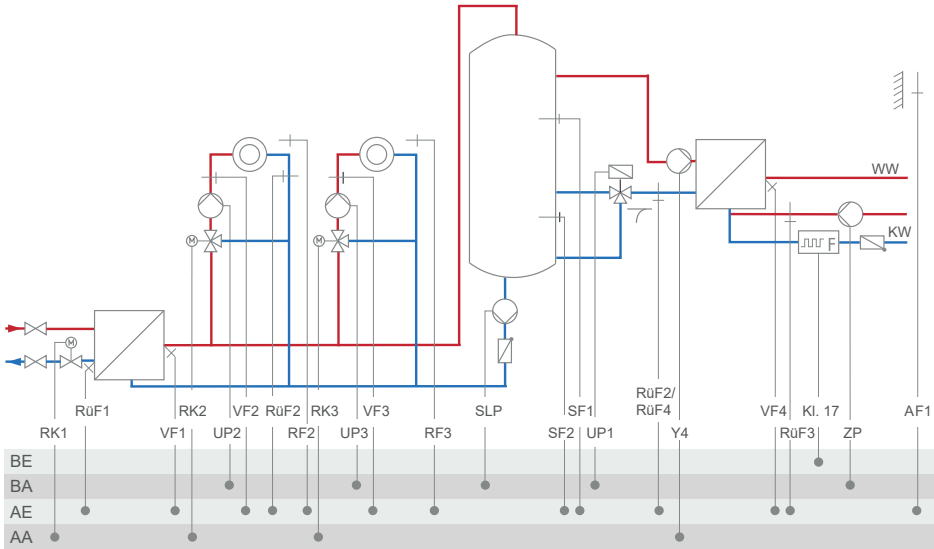 WW
KW
F
M
M
M
RüF1
RK2
VF2
RüF2
RK3
VF3
SLP
SF1
RüF2/
RüF4
VF4
Kl. 17
AF1
RK1
VF1
UP2
RF2
UP3
RF3
SF2
UP1
Y4
RüF3
ZP
BE
BA
AE
AA